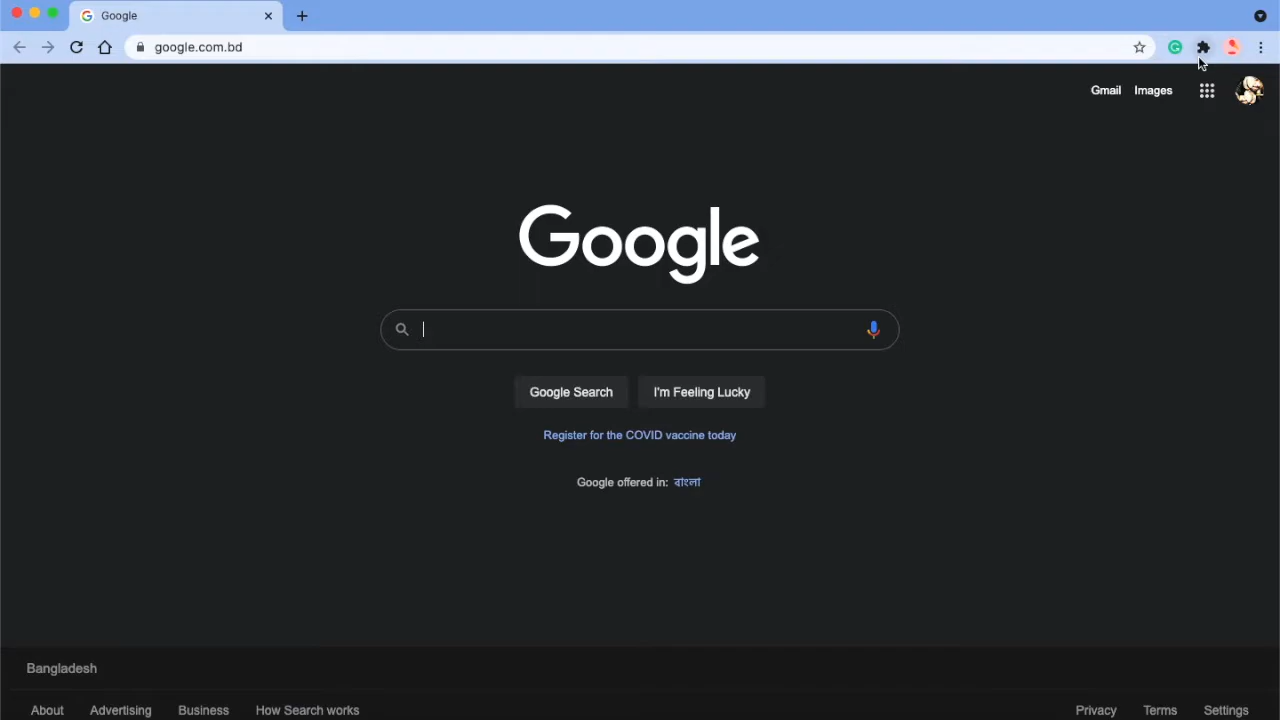 Google
google.com.bd
Gmail Images
Google
Google Search I'm Feeling Lucky
Register for the COVID vaccine today
Google offered in: বাংলা
Bangladesh
About Advertising Business How Search works Privacy Terms Settings